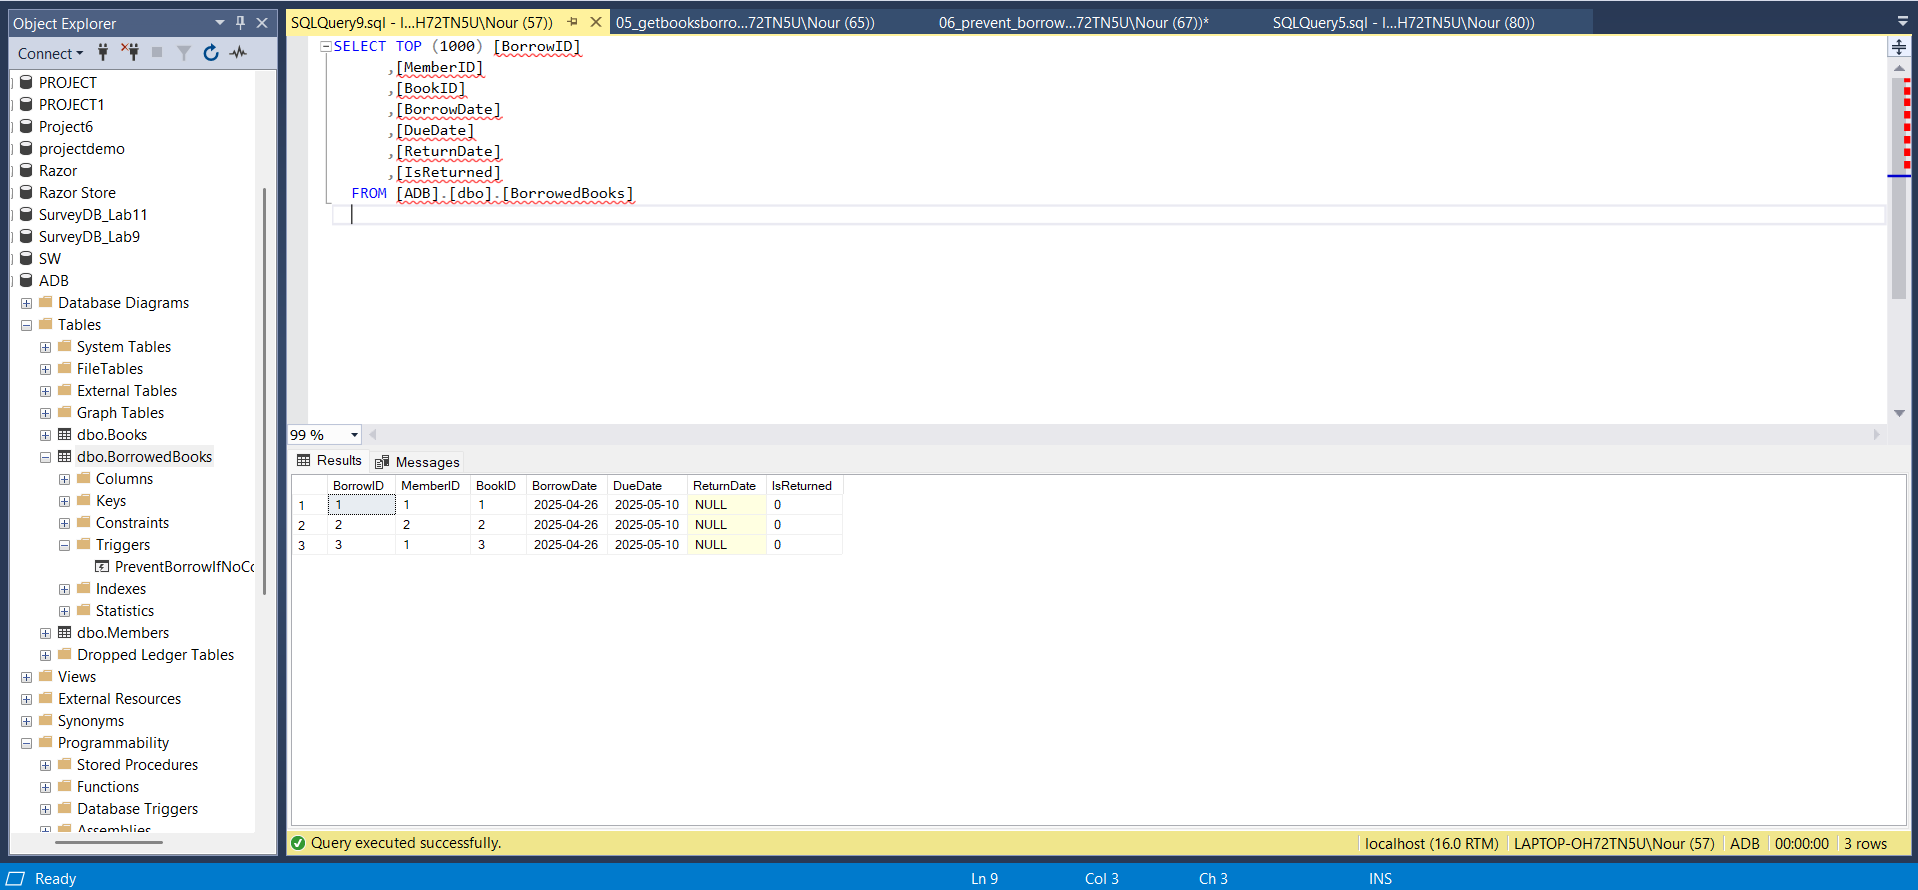 Object Explorer
Connect
PROJECT
PROJECT1
Project6
projectdemo
Razor
Razor Store
SurveyDB_Lab11
SurveyDB_Lab9
SW
ADB
Database Diagrams
Tables
System Tables
FileTables
External Tables
Graph Tables
dbo.Books
dbo.BorrowedBooks
Columns
Keys
Constraints
Triggers
PreventBorrowIfNoCo
Indexes
Statistics
dbo.Members
Dropped Ledger Tables
Views
External Resources
Synonyms
Programmability
Stored Procedures
Functions
Database Triggers
Assemblies
SQLQuery9.sql - l...H72TN5U\Nour (57)) 05_getbooksborro...72TN5U\Nour (65)) 06_prevent_borrow...72TN5U\Nour (67))* SQLQuery5.sql - l...H72TN5U\Nour (80))
SELECT TOP (1000) [BorrowID]
,[MemberID]
,[BookID]
,[BorrowDate]
,[DueDate]
,[ReturnDate]
,[IsReturned]
FROM [ADB].[dbo].[BorrowedBooks]
99 %
Results Messages
BorrowID MemberID BookID BorrowDate DueDate ReturnDate IsReturned
1 1 1 1 2025-04-26 2025-05-10 NULL 0
2 2 2 2 2025-04-26 2025-05-10 NULL 0
3 3 1 3 2025-04-26 2025-05-10 NULL 0
Query executed successfully. localhost (16.0 RTM) LAPTOP-OH72TN5U\Nour (57) ADB 00:00:00 3 rows
Ready Ln 9 Col 3 Ch 3 INS